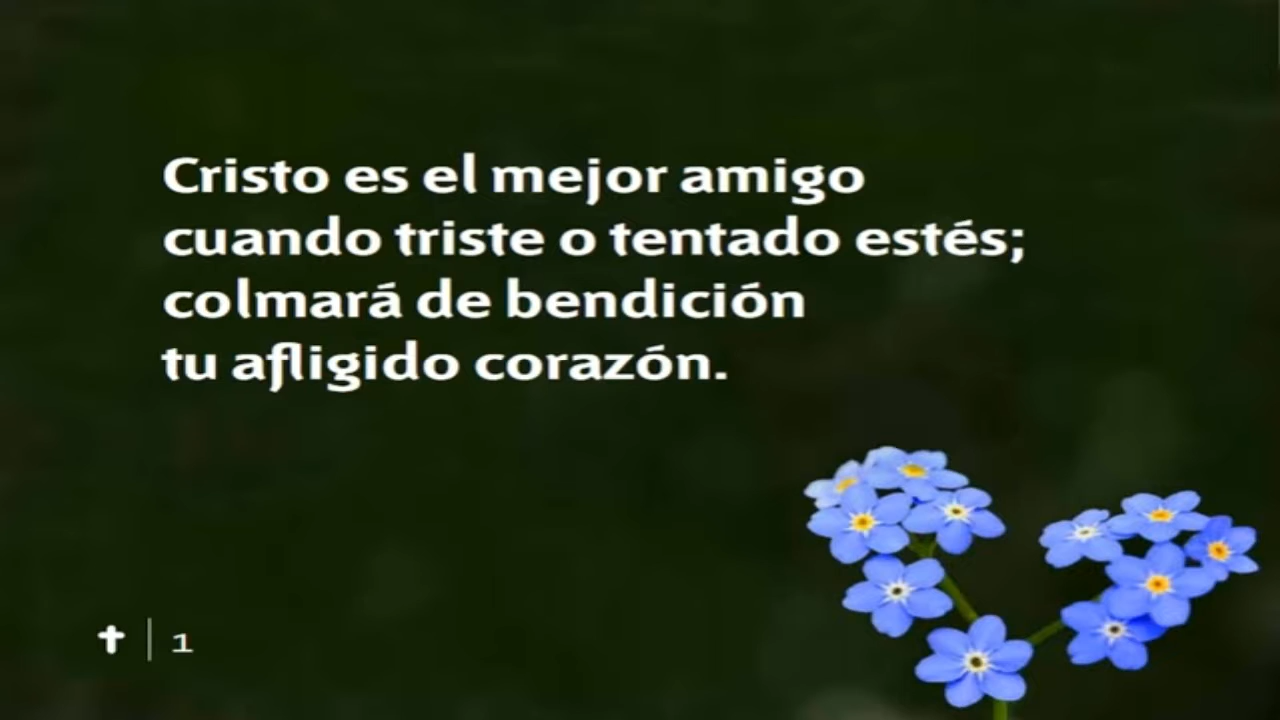 Cristo es el mejor amigo
cuando triste o tentado estés;
colmará de bendición
tu afligido corazón.
1